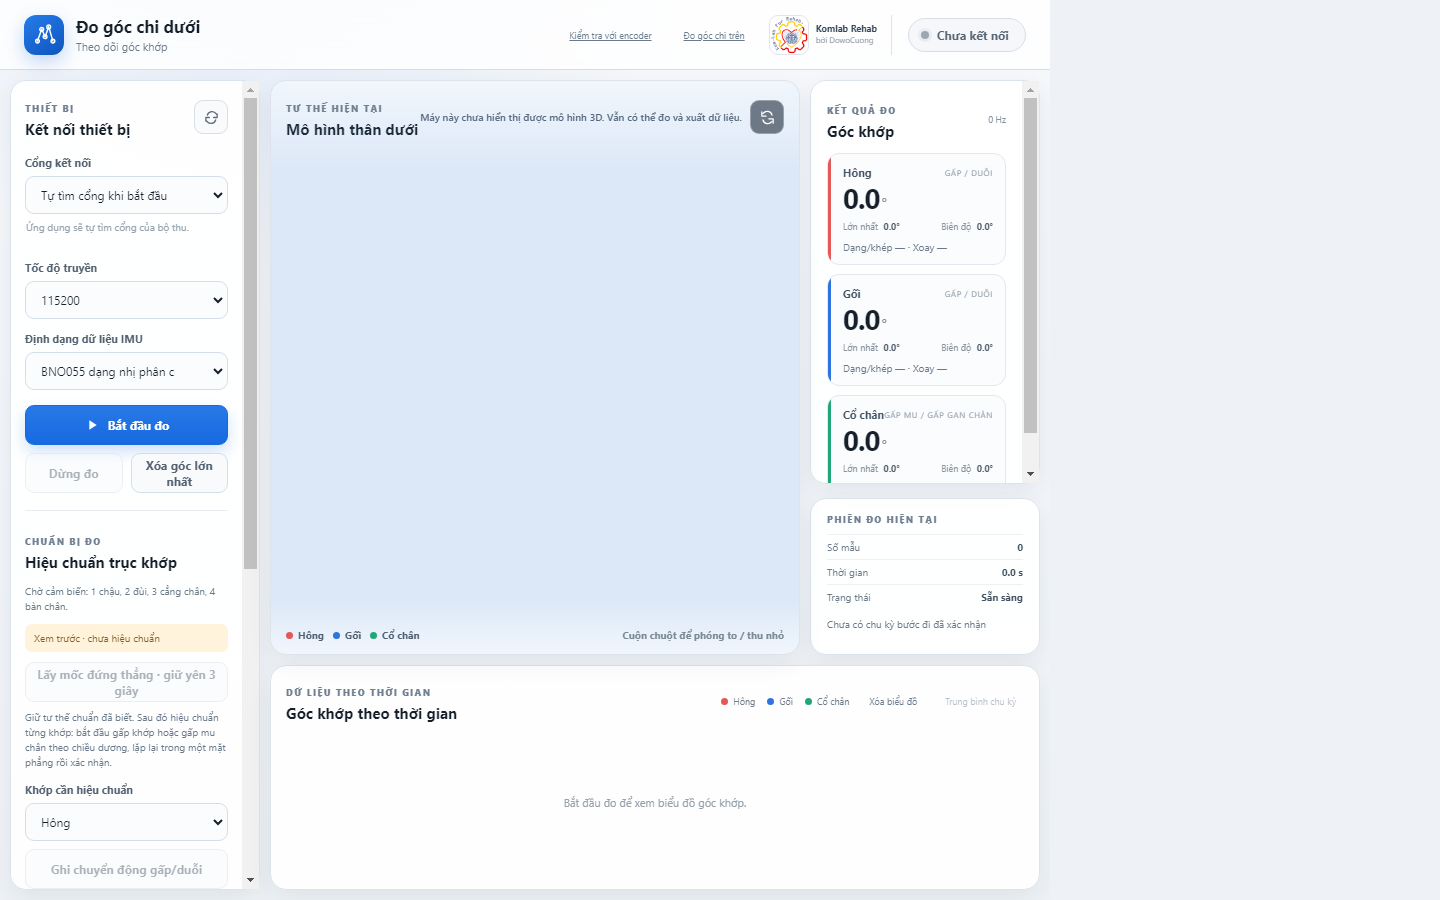 Đo góc chi dưới
Theo dõi góc khớp
Kiểm tra với encoder
Đo góc chi trên
Komlab Rehab
bởi DowoCuong
Chưa kết nối
THIẾT BỊ
Kết nối thiết bị
Cổng kết nối
Tự tìm cổng khi bắt đầu
Ứng dụng sẽ tự tìm cổng của bộ thu.
Tốc độ truyền
115200
Định dạng dữ liệu IMU
BNO055 dạng nhị phân c
Bắt đầu đo
Dừng đo
Xóa góc lớn
nhất
CHUẨN BỊ ĐO
Hiệu chuẩn trục khớp
Chờ cảm biến: 1 chậu, 2 đùi, 3 cẳng chân, 4
bàn chân.
Xem trước · chưa hiệu chuẩn
Lấy mốc đứng thẳng · giữ yên 3
giây
Giữ tư thế chuẩn đã biết. Sau đó hiệu chuẩn
từng khớp: bắt đầu gấp khớp hoặc gấp mu
chân theo chiều dương, lặp lại trong một mặt
phẳng rồi xác nhận.
Khớp cần hiệu chuẩn
Hông
Ghi chuyển động gấp/duỗi
TƯ THẾ HIỆN TẠI
Mô hình thân dưới
Máy này chưa hiển thị được mô hình 3D. Vẫn có thể đo và xuất dữ liệu.
Hông
Gối
Cổ chân
Cuộn chuột để phóng to / thu nhỏ
KẾT QUẢ ĐO
Góc khớp
0 Hz
Hông
GẤP / DUỖI
0.0°
Lớn nhất 0.0°
Biên độ 0.0°
Dạng/khép — · Xoay —
Gối
GẤP / DUỖI
0.0°
Lớn nhất 0.0°
Biên độ 0.0°
Dạng/khép — · Xoay —
Cổ chân
GẤP MU / GẤP GAN CHÂN
0.0°
Lớn nhất 0.0°
Biên độ 0.0°
PHIÊN ĐO HIỆN TẠI
Số mẫu 0
Thời gian 0.0 s
Trạng thái Sẵn sàng
Chưa có chu kỳ bước đi đã xác nhận
DỮ LIỆU THEO THỜI GIAN
Góc khớp theo thời gian
Hông
Gối
Cổ chân
Xóa biểu đồ
Trung bình chu kỳ
Bắt đầu đo để xem biểu đồ góc khớp.